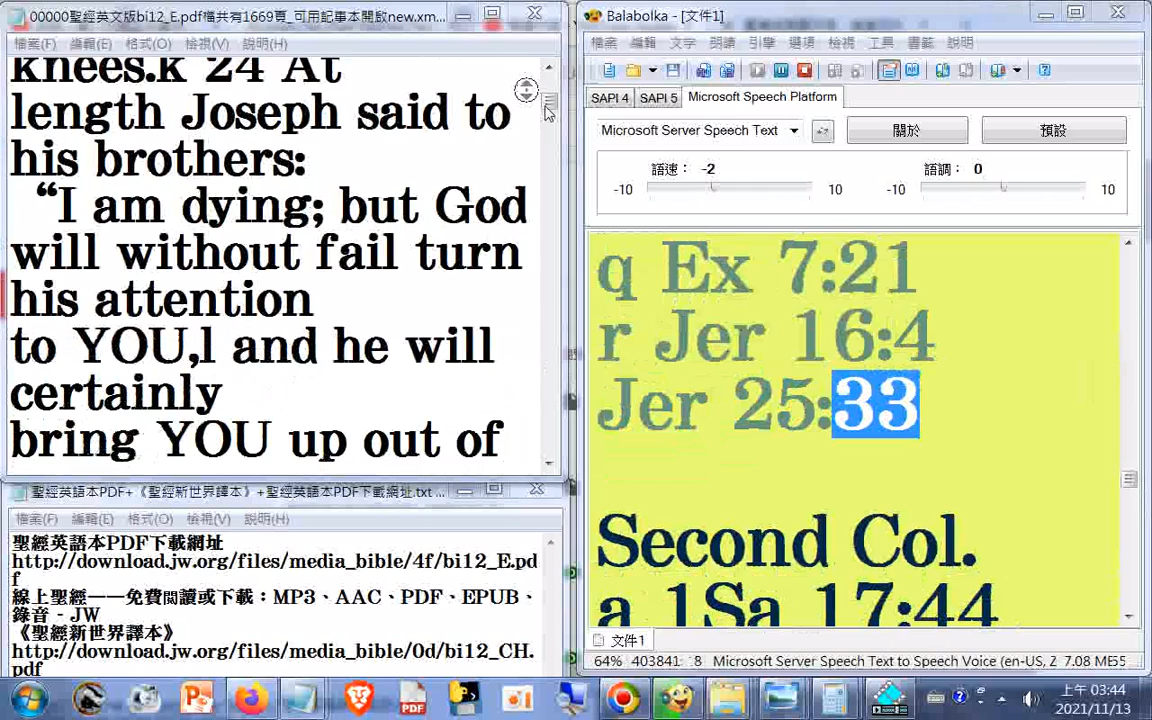 00000聖經英文版bi12_E.pdf檔共有1669頁_可用記事本開啟new.xm...
檔案(F) 編輯(E) 格式(O) 檢視(V) 說明(H)
knees.k 24 At
length Joseph said to
his brothers:
“I am dying; but God
will without fail turn
his attention
to YOU,l and he will
certainly
bring YOU up out of
聖經英語本PDF+《聖經新世界譯本》+聖經英語本PDF下載網址.txt ...
檔案(F) 編輯(E) 格式(O) 檢視(V) 說明(H)
聖經英語本PDF下載網址
http://download.jw.org/files/media_bible/4f/bi12_E.pd
f
線上聖經——免費閱讀或下載：MP3、AAC、PDF、EPUB、
錄音 - JW
《聖經新世界譯本》
http://download.jw.org/files/media_bible/0d/bi12_CH.
pdf
Balabolka - [文件1]
檔案 編輯 文字 朗讀 引擎 選項 檢視 工具 書籤 說明
SAPI 4 SAPI 5 Microsoft Speech Platform
Microsoft Server Speech Text 關於 預設
語速： -2 語調： 0
-10 10 -10 10
q Ex 7:21
r Jer 16:4
Jer 25:33
Second Col.
a 1Sa 17:44
文件1
64% 403841: 8 Microsoft Server Speech Text to Speech Voice (en-US, Z 7.08 ME55
上午 03:44
2021/11/13